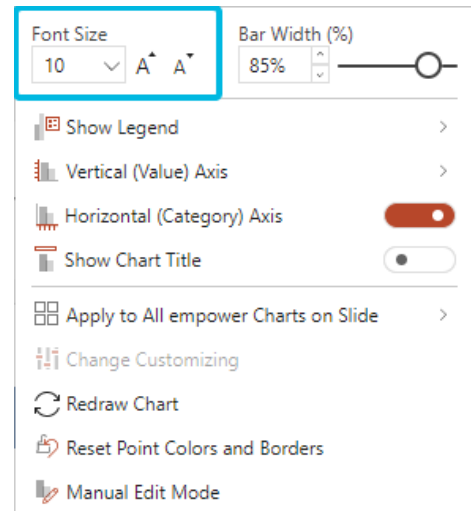 Font Size Bar Width (%)
10 A A 85%
Show Legend
Vertical (Value) Axis
Horizontal (Category) Axis
Show Chart Title
Apply to All empower Charts on Slide
Change Customizing
Redraw Chart
Reset Point Colors and Borders
Manual Edit Mode